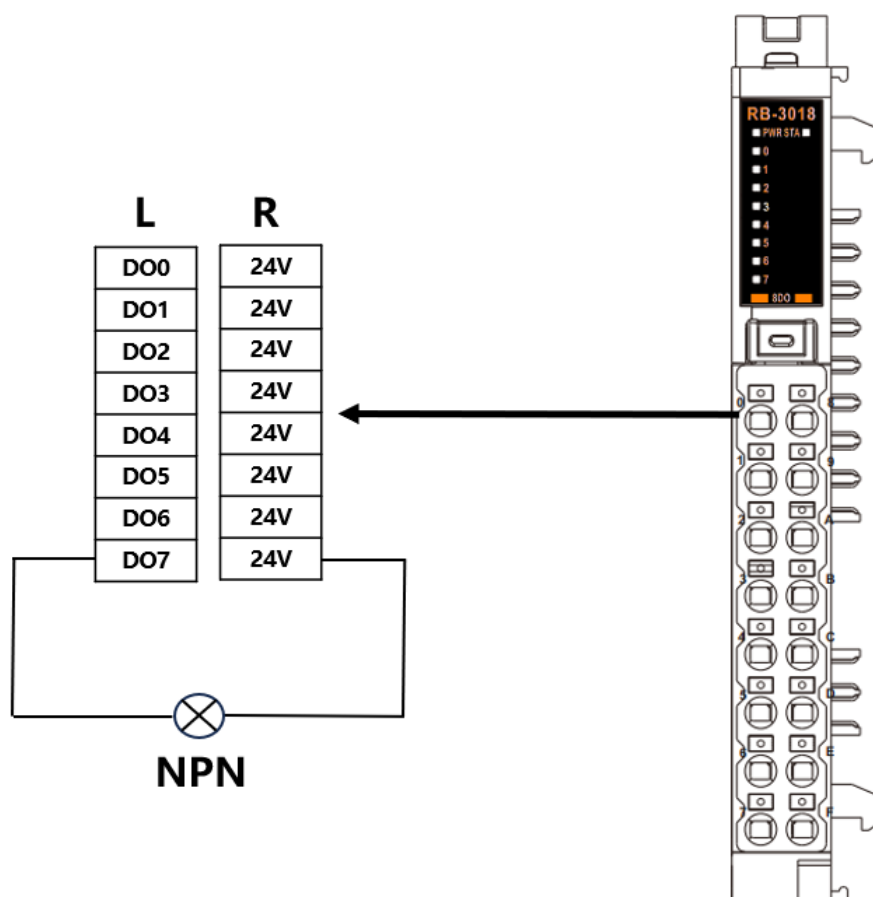 RB-3018
PWR STA
0
1
2
3
4
5
6
7
8DO
L R
DO0 24V
DO1 24V
DO2 24V
DO3 24V
DO4 24V
DO5 24V
DO6 24V
DO7 24V
NPN
0 8
1 9
2 A
3 B
4 C
5 D
6 E
7 F